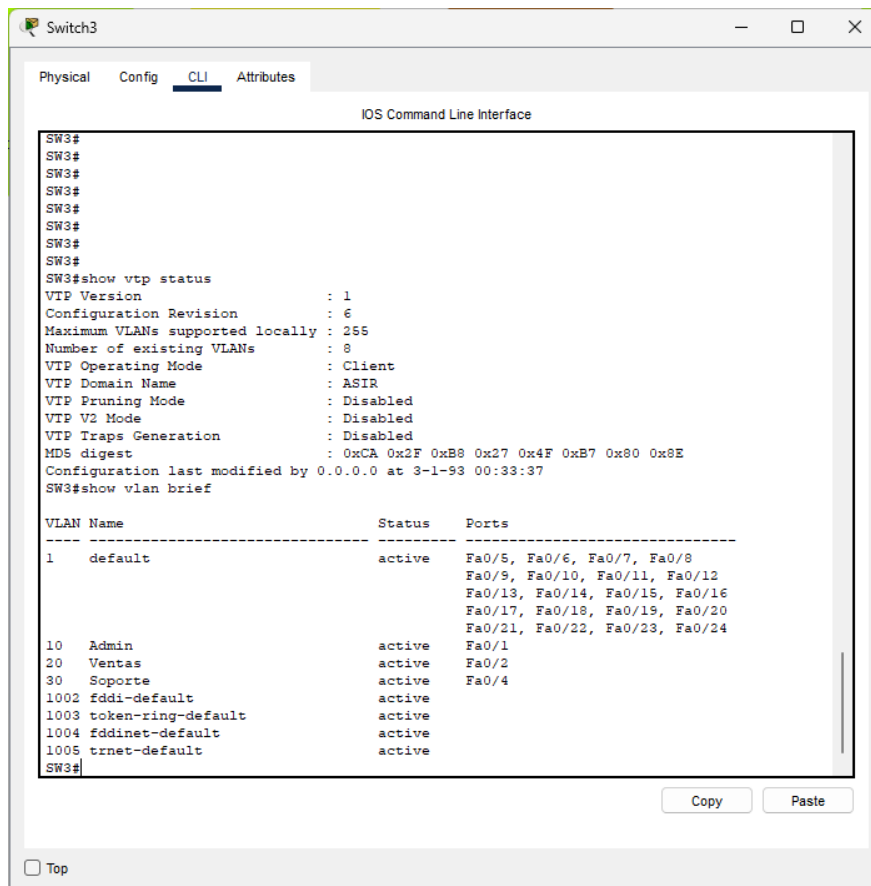 Switch3
Physical Config CLI Attributes
IOS Command Line Interface
SW3#
SW3#
SW3#
SW3#
SW3#
SW3#
SW3#
SW3#
SW3#show vtp status
VTP Version : 1
Configuration Revision : 6
Maximum VLANs supported locally : 255
Number of existing VLANs : 8
VTP Operating Mode : Client
VTP Domain Name : ASIR
VTP Pruning Mode : Disabled
VTP V2 Mode : Disabled
VTP Traps Generation : Disabled
MD5 digest : 0xCA 0x2F 0xB8 0x27 0x4F 0xB7 0x80 0x8E
Configuration last modified by 0.0.0.0 at 3-1-93 00:33:37
SW3#show vlan brief
VLAN Name Status Ports
---- -------------------------------- --------- -------------------------------
1 default active Fa0/5, Fa0/6, Fa0/7, Fa0/8
Fa0/9, Fa0/10, Fa0/11, Fa0/12
Fa0/13, Fa0/14, Fa0/15, Fa0/16
Fa0/17, Fa0/18, Fa0/19, Fa0/20
Fa0/21, Fa0/22, Fa0/23, Fa0/24
10 Admin active Fa0/1
20 Ventas active Fa0/2
30 Soporte active Fa0/4
1002 fddi-default active
1003 token-ring-default active
1004 fddinet-default active
1005 trnet-default active
SW3#
Copy Paste
Top